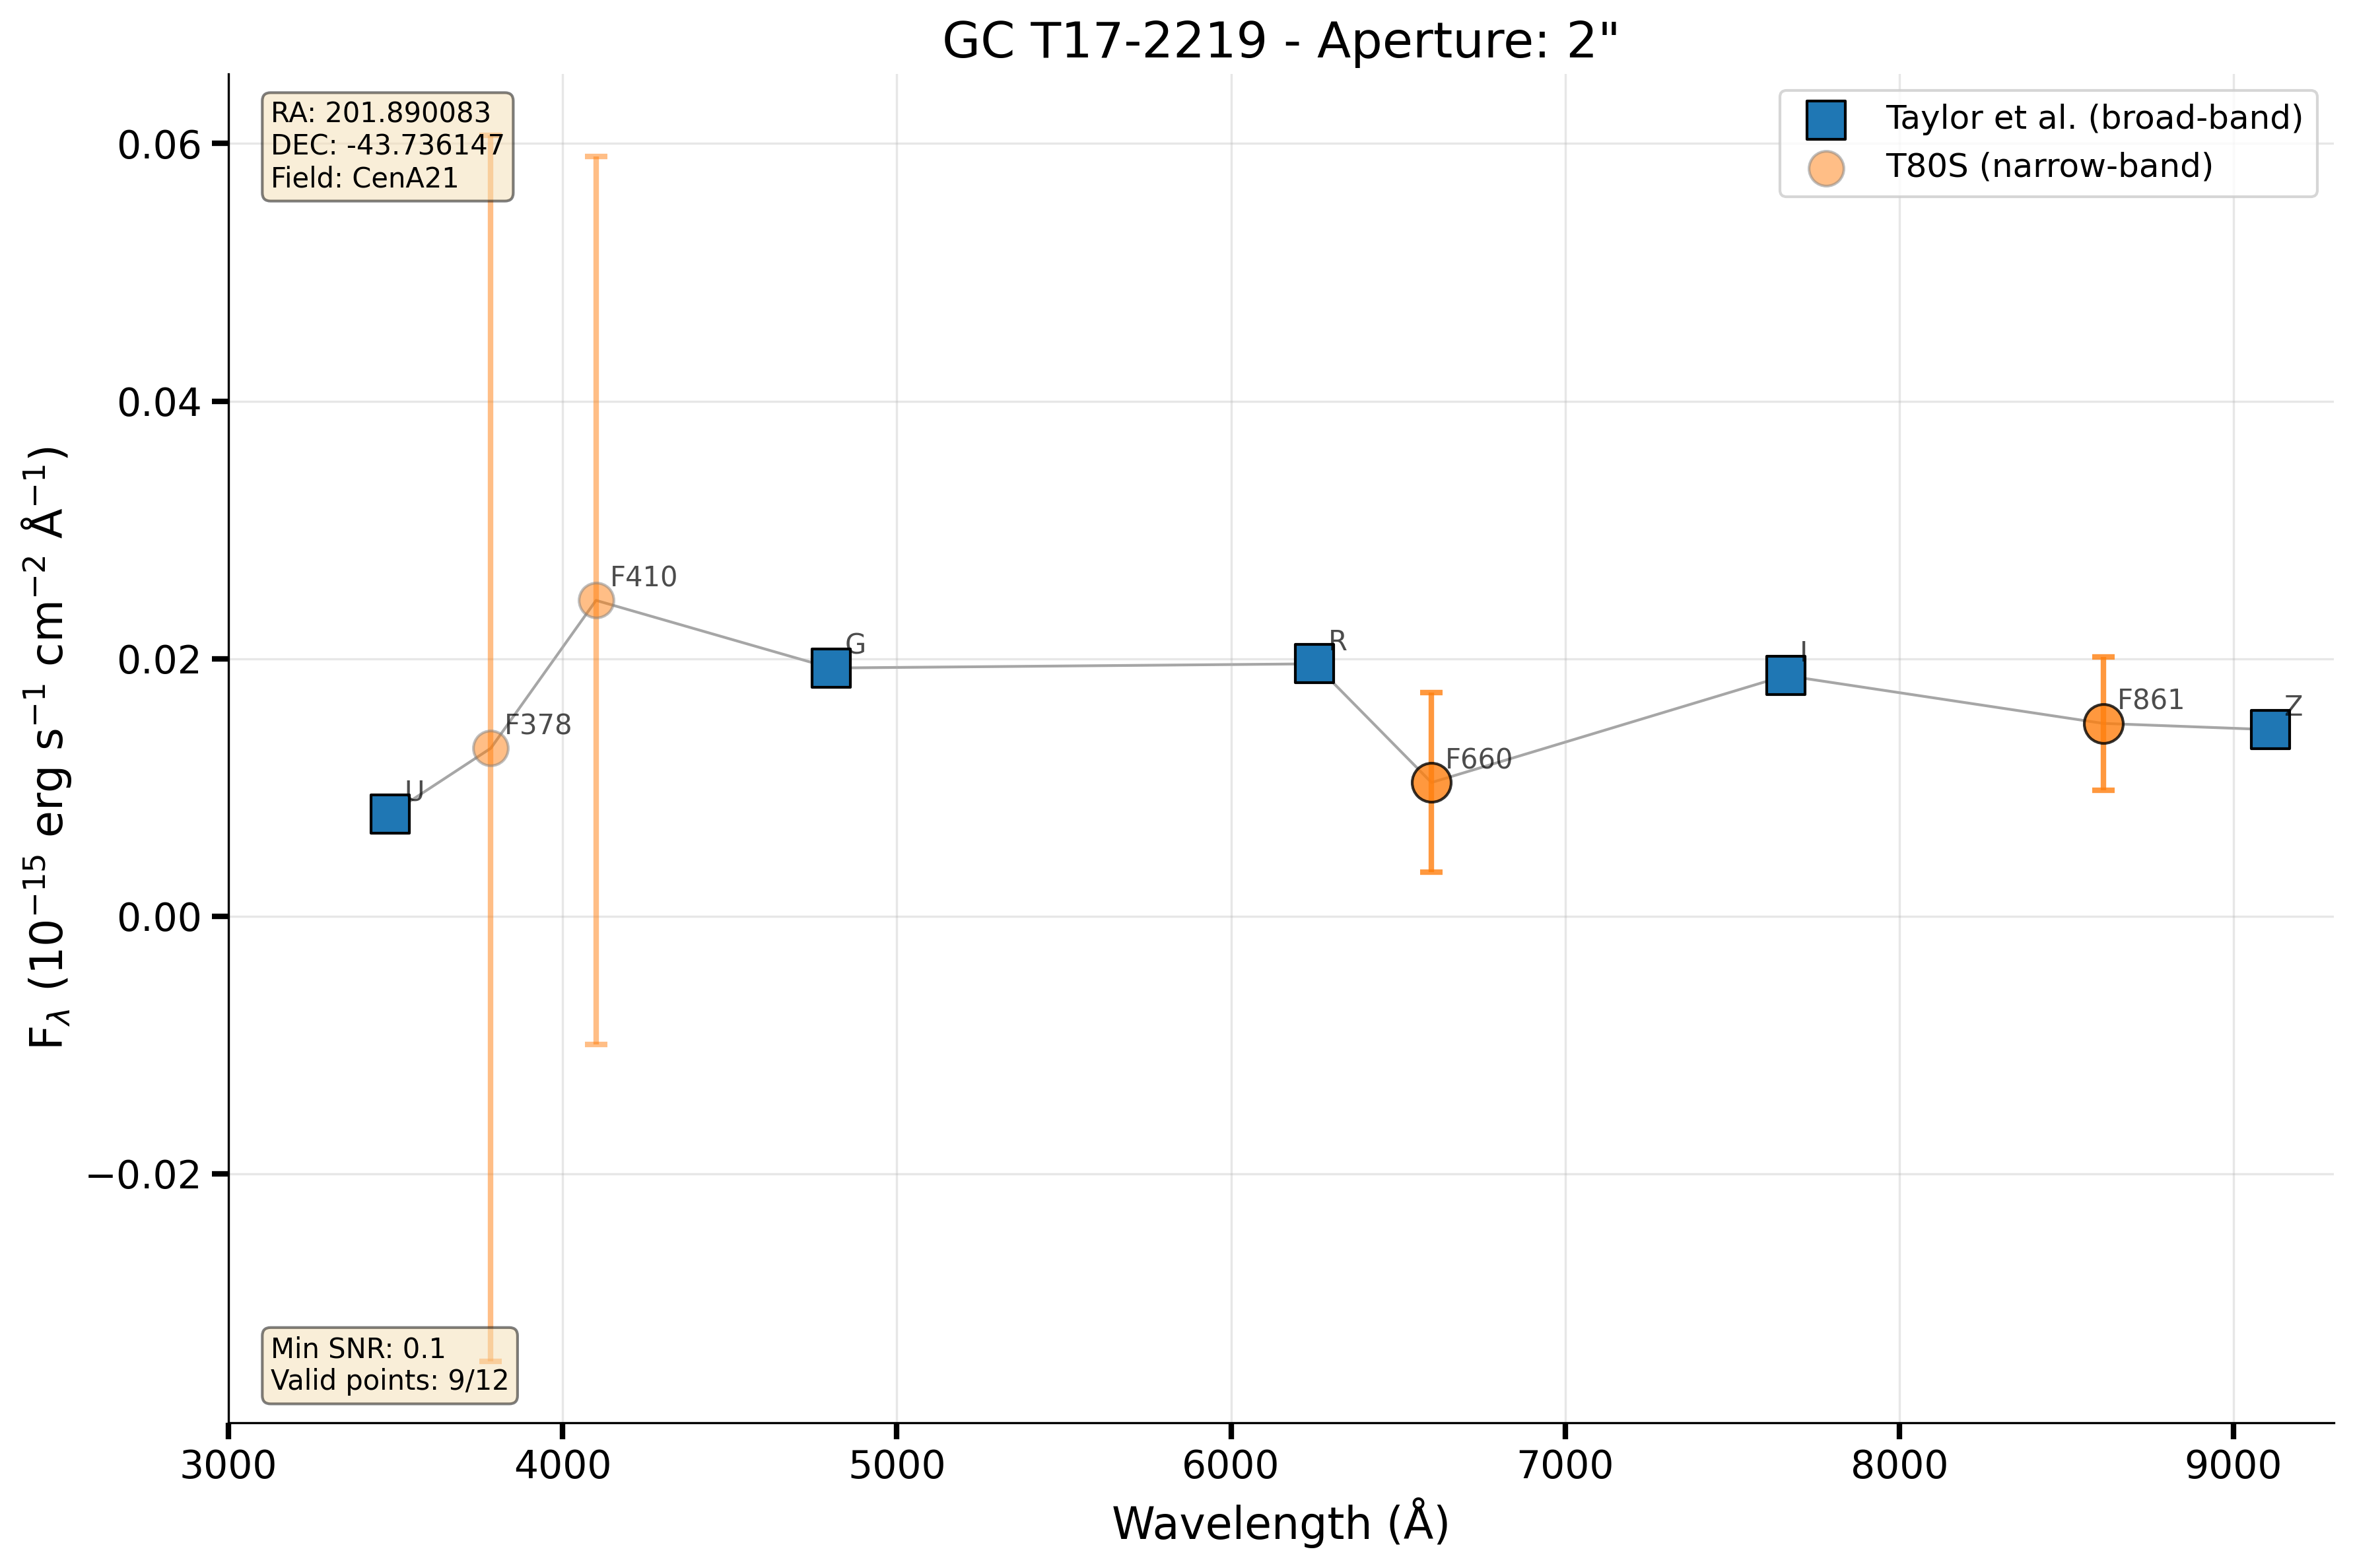 GC T17-2219 - Aperture: 2"
RA: 201.890083
DEC: -43.736147
Field: CenA21
Taylor et al. (broad-band)
T80S (narrow-band)
0.06
0.04
0.02
0.00
−0.02
F410
G
R
I
F378
F660
F861
Z
U
Min SNR: 0.1
Valid points: 9/12
3000
4000
5000
6000
7000
8000
9000
Wavelength (Å)
Fλ (10⁻¹⁵ erg s⁻¹ cm⁻² Å⁻¹)